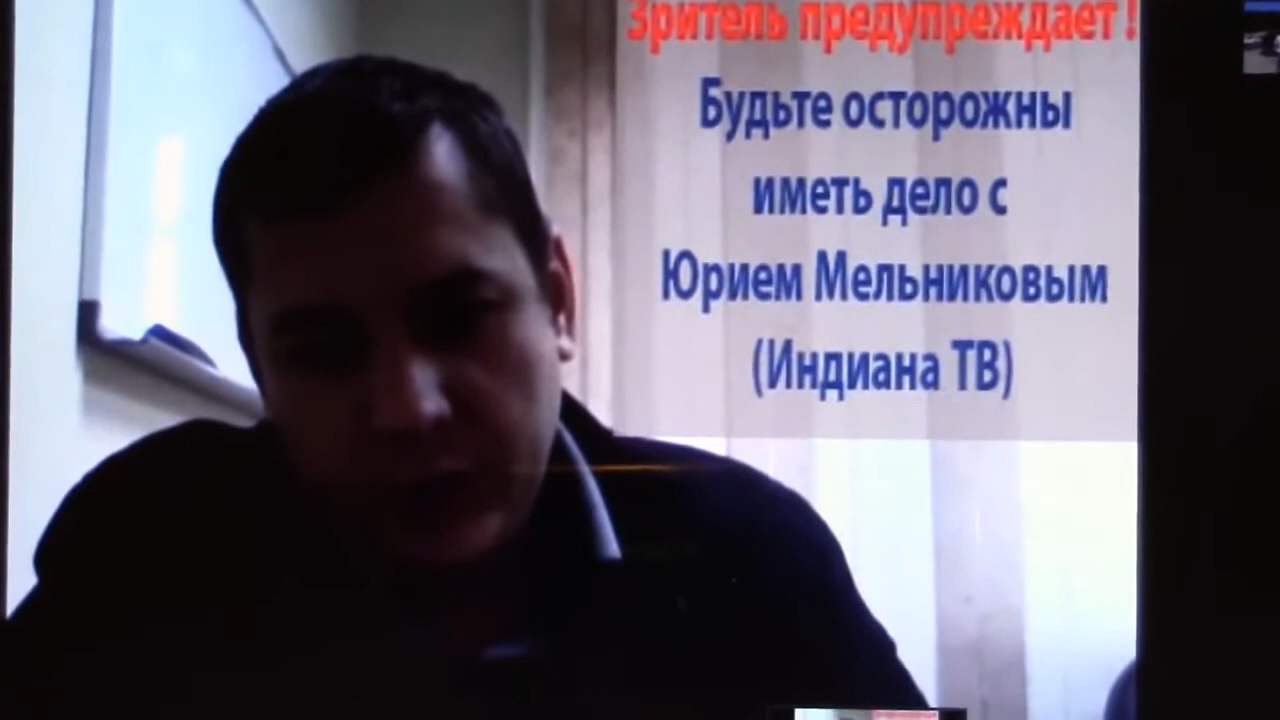 Зритель предупреждает !
Будьте осторожны
иметь дело с
Юрием Мельниковым
(Индиана ТВ)